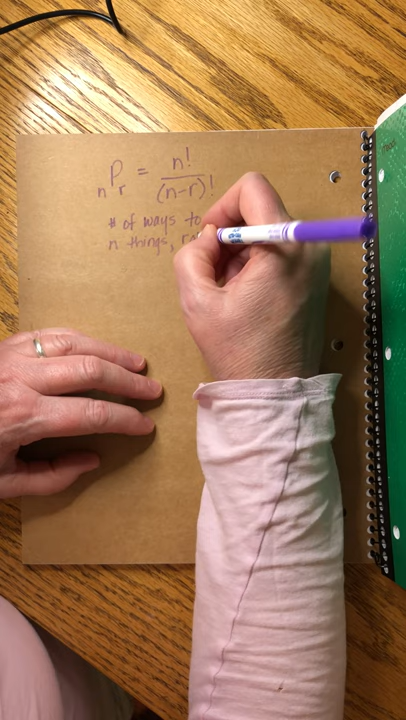 nPr = n!/(n-r)!
# of ways to
n things,